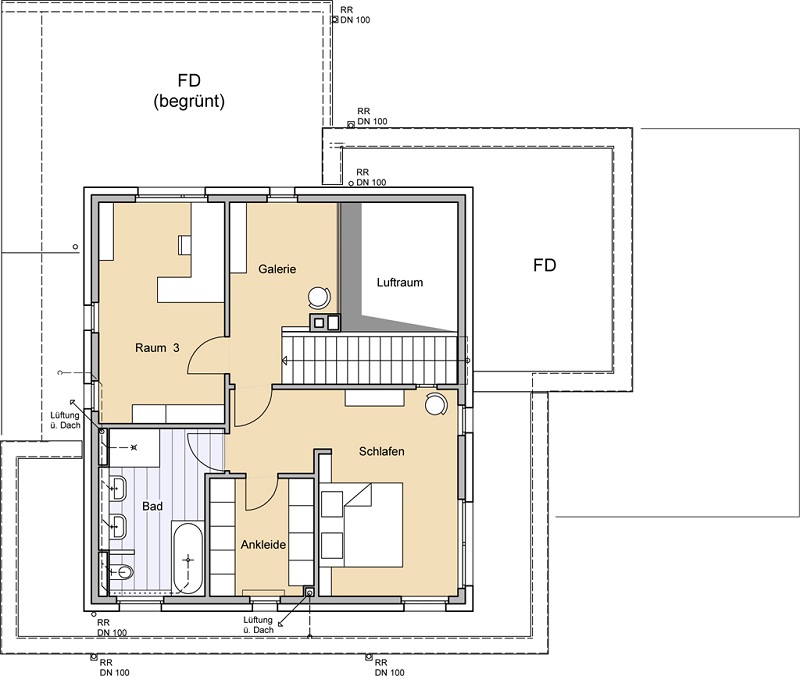 RR
DN 100
FD
(begrünt)
RR
DN 100
RR
DN 100
Galerie
Luftraum
FD
Raum 3
Lüftung
ü. Dach
Schlafen
Bad
Ankleide
Lüftung
ü. Dach
RR
DN 100
RR
DN 100
RR
DN 100